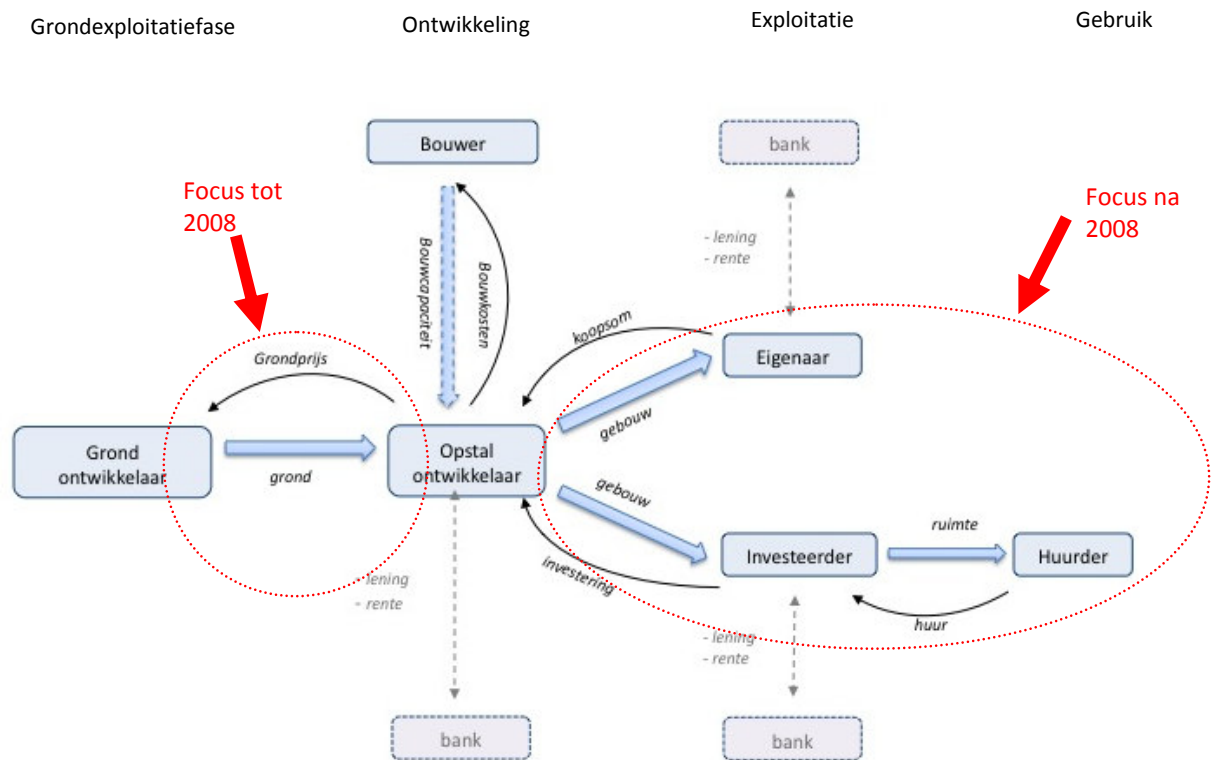 Grondexploitatiefase
Ontwikkeling
Exploitatie
Gebruik
Bouwer
bank
Focus tot
2008
Focus na
2008
Bouwcapaciteit
Bouwkosten
- lening
- rente
koopsom
Eigenaar
Grondprijs
gebouw
Grond
ontwikkelaar
grond
Opstal
ontwikkelaar
gebouw
ruimte
Investeerder
Huurder
investering
huur
- lening
- rente
- lening
- rente
bank
bank